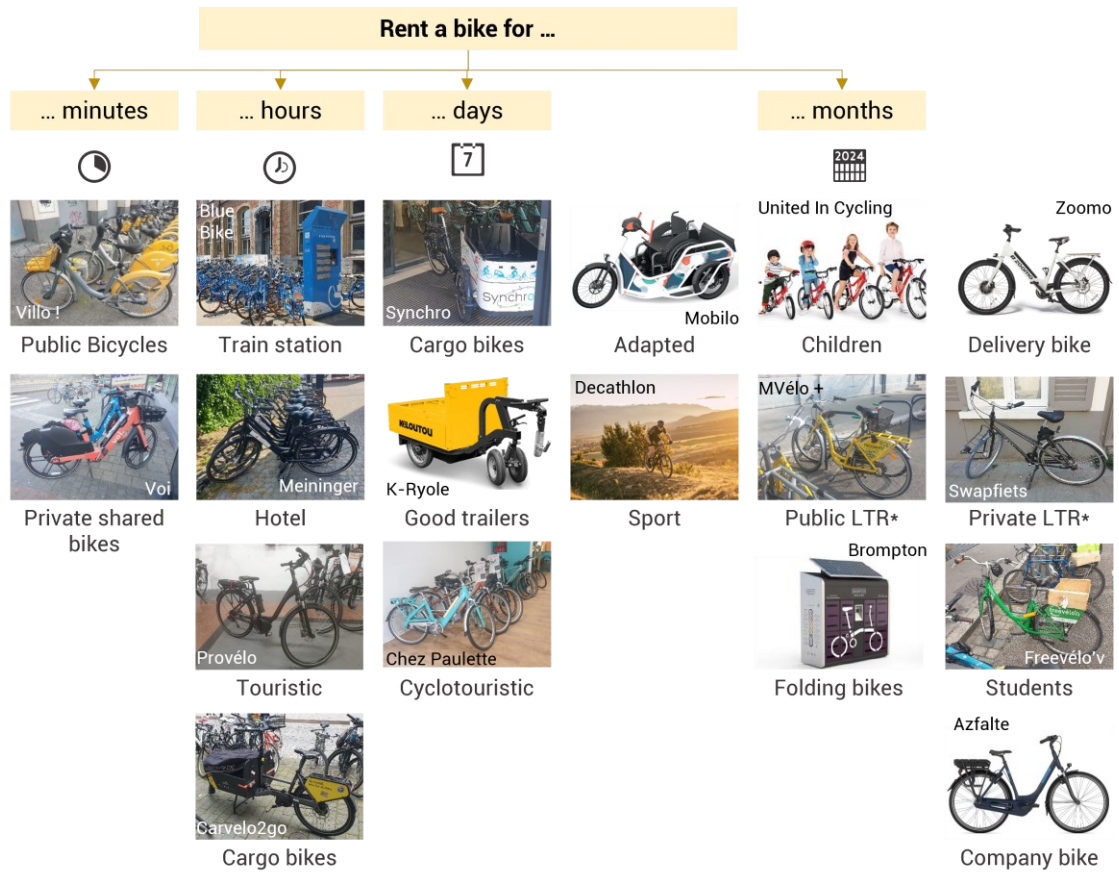 Rent a bike for ...
... minutes
... hours
... days
... months
7
2024
Villo !
Public Bicycles
Blue
Bike
Train station
Synchro
Synchro
Cargo bikes
Mobilo
Adapted
United In Cycling
Children
Zoomo
Delivery bike
Voi
Private shared
bikes
Meininger
Hotel
KILOUTOU
K-Ryole
Good trailers
Decathlon
Sport
MVélo +
Public LTR*
Swapfiets
Private LTR*
Provélo
Touristic
Chez Paulette
Cyclotouristic
Brompton
Folding bikes
freevélo'v
Freevélo'v
Students
Carvelo2go
Cargo bikes
Azfalte
Company bike